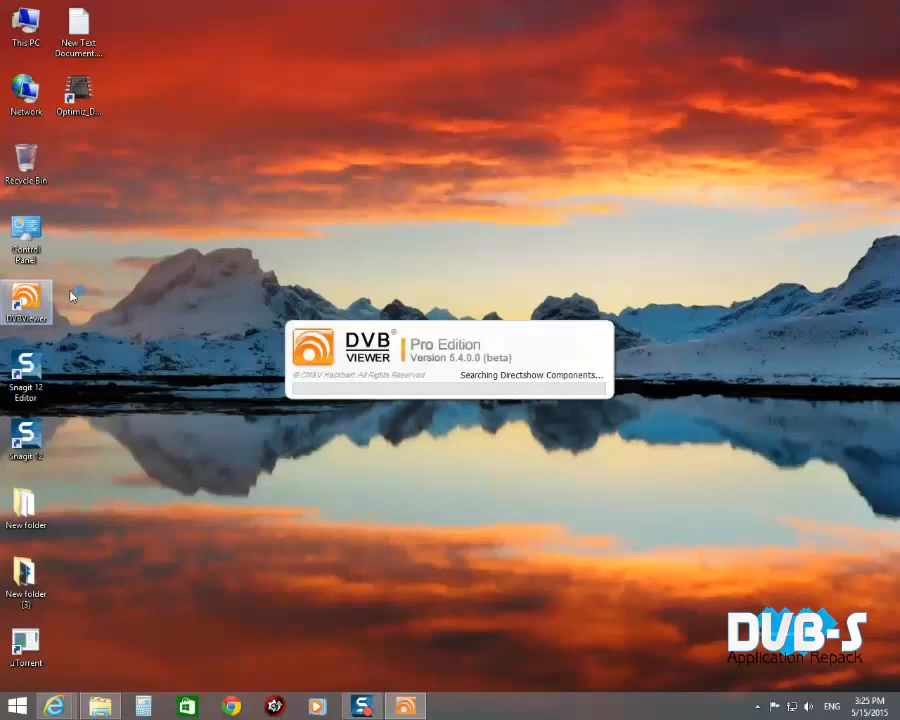 This PC
New Text
Document....
Network
Optimiz_D...
Recycle Bin
Control
Panel
DVBViewer
Snagit 12
Editor
Snagit 12
New folder
New folder
(3)
uTorrent
DVB®
VIEWER
Pro Edition
Version 5.4.0.0 (beta)
© CM&V Hackbart. All Rights Reserved
Searching Directshow Components...
DVB-S
Application Repack
ENG
3:25 PM
5/15/2015